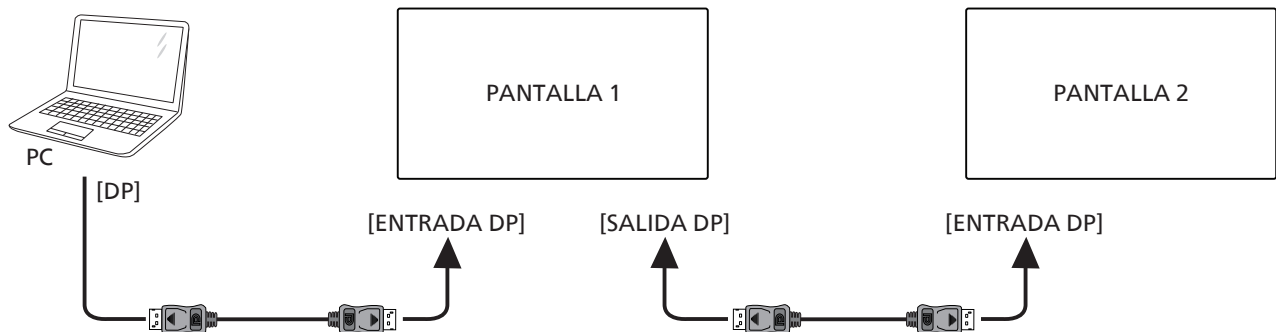 PANTALLA 1
PANTALLA 2
PC
[DP]
[ENTRADA DP]
[SALIDA DP]
[ENTRADA DP]